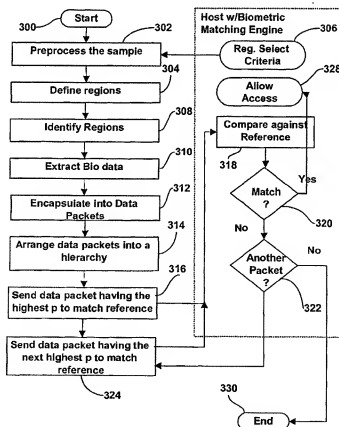 300
Start
302
Preprocess the sample
304
Define regions
308
Identify Regions
310
Extract Bio data
312
Encapsulate into Data
Packets
314
Arrange data packets into a
hierarchy
316
Send data packet having the
highest p to match reference
Send data packet having the
next highest p to match
reference
324
Host w/Biometric
Matching Engine
306
Reg. Select
Criteria
328
Allow
Access
Compare against
Reference
318
Yes
Match
?
320
No
No
Another
Packet
?
322
330
End